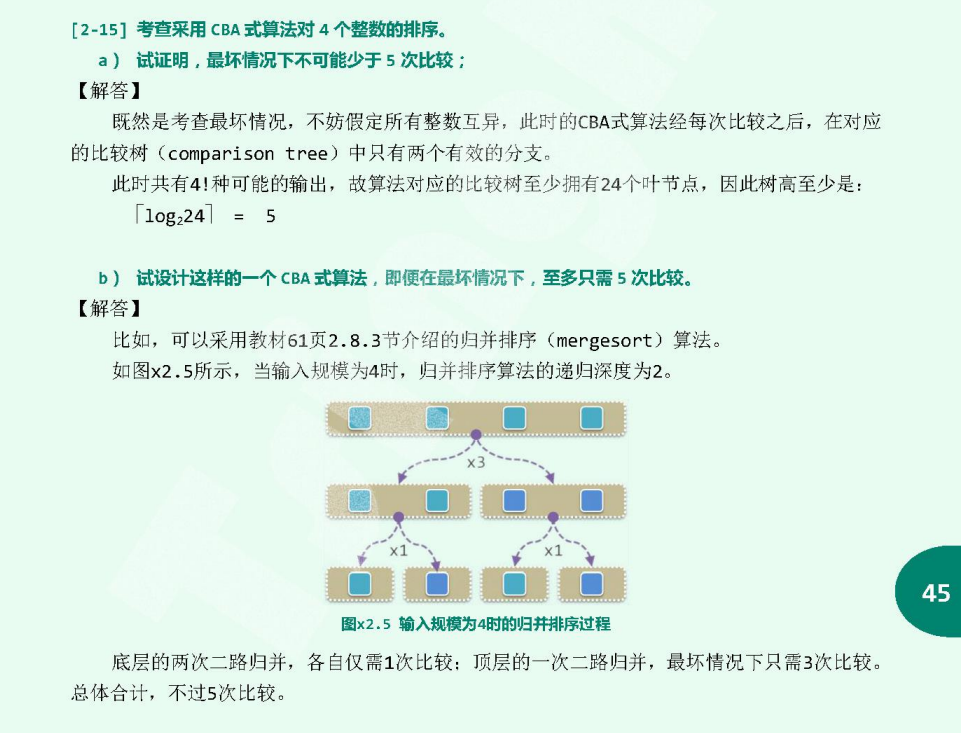 [2-15] 考查采用 CBA 式算法对 4 个整数的排序。
a） 试证明，最坏情况下不可能少于 5 次比较；
【解答】
既然是考查最坏情况，不妨假定所有整数互异，此时的CBA式算法经每次比较之后，在对应
的比较树（comparison tree）中只有两个有效的分支。
此时共有4!种可能的输出，故算法对应的比较树至少拥有24个叶节点，因此树高至少是：
⌈log₂24⌉ = 5
b） 试设计这样的一个 CBA 式算法，即便在最坏情况下，至多只需 5 次比较。
【解答】
比如，可以采用教材61页2.8.3节介绍的归并排序（mergesort）算法。
如图x2.5所示，当输入规模为4时，归并排序算法的递归深度为2。
x3
x1 x1
45
图x2.5 输入规模为4时的归并排序过程
底层的两次二路归并，各自仅需1次比较；顶层的一次二路归并，最坏情况下只需3次比较。
总体合计，不过5次比较。